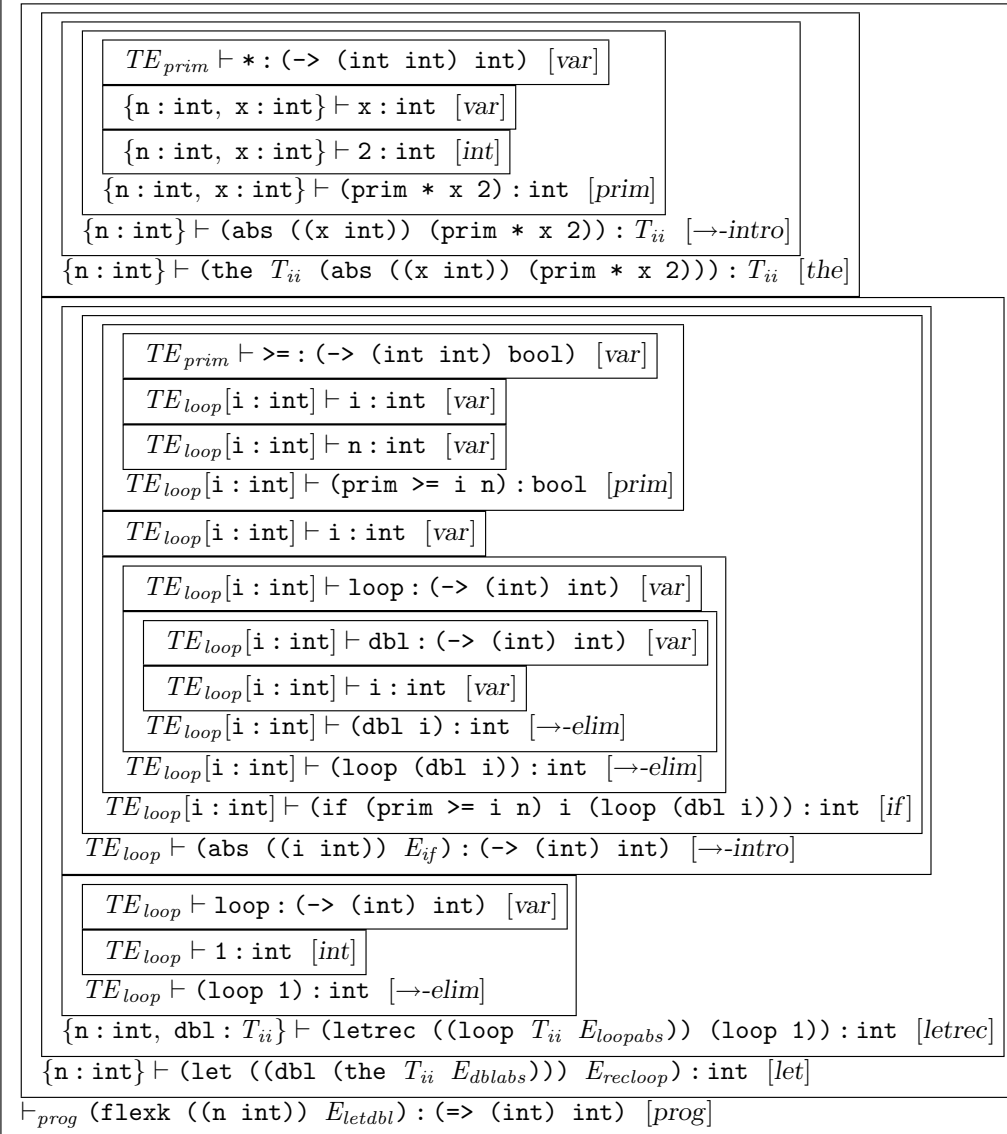 TE_prim ⊢ * : (-> (int int) int) [var]
{n : int, x : int} ⊢ x : int [var]
{n : int, x : int} ⊢ 2 : int [int]
{n : int, x : int} ⊢ (prim * x 2) : int [prim]
{n : int} ⊢ (abs ((x int)) (prim * x 2)) : T_ii [→-intro]
{n : int} ⊢ (the T_ii (abs ((x int)) (prim * x 2))) : T_ii [the]
TE_prim ⊢ >= : (-> (int int) bool) [var]
TE_loop[i : int] ⊢ i : int [var]
TE_loop[i : int] ⊢ n : int [var]
TE_loop[i : int] ⊢ (prim >= i n) : bool [prim]
TE_loop[i : int] ⊢ i : int [var]
TE_loop[i : int] ⊢ loop : (-> (int) int) [var]
TE_loop[i : int] ⊢ dbl : (-> (int) int) [var]
TE_loop[i : int] ⊢ i : int [var]
TE_loop[i : int] ⊢ (dbl i) : int [→-elim]
TE_loop[i : int] ⊢ (loop (dbl i)) : int [→-elim]
TE_loop[i : int] ⊢ (if (prim >= i n) i (loop (dbl i))) : int [if]
TE_loop ⊢ (abs ((i int)) E_if) : (-> (int) int) [→-intro]
TE_loop ⊢ loop : (-> (int) int) [var]
TE_loop ⊢ 1 : int [int]
TE_loop ⊢ (loop 1) : int [→-elim]
{n : int, dbl : T_ii} ⊢ (letrec ((loop T_ii E_loopabs)) (loop 1)) : int [letrec]
{n : int} ⊢ (let ((dbl (the T_ii E_dblabs))) E_recloop) : int [let]
⊢_prog (flexk ((n int)) E_letdbl) : (=> (int) int) [prog]